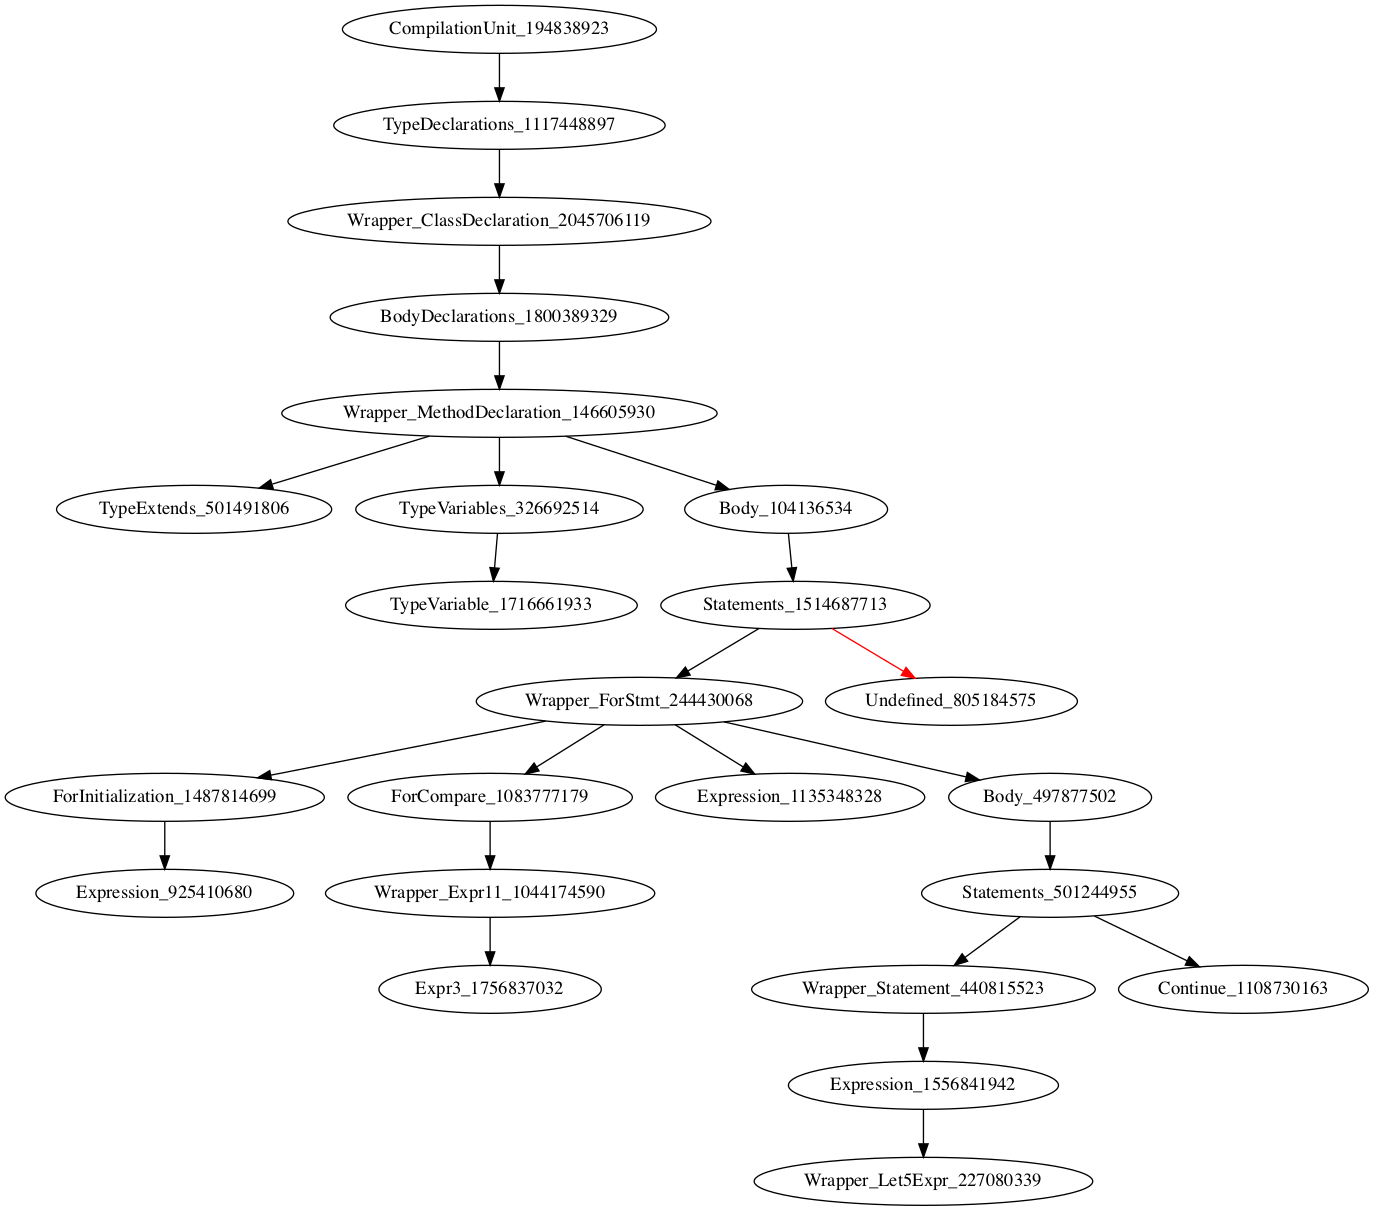 CompilationUnit_194838923
TypeDeclarations_1117448897
Wrapper_ClassDeclaration_2045706119
BodyDeclarations_1800389329
Wrapper_MethodDeclaration_146605930
TypeExtends_501491806
TypeVariables_326692514
Body_104136534
TypeVariable_1716661933
Statements_1514687713
Wrapper_ForStmt_244430068
Undefined_805184575
ForInitialization_1487814699
ForCompare_1083777179
Expression_1135348328
Body_497877502
Expression_925410680
Wrapper_Expr11_1044174590
Statements_501244955
Expr3_1756837032
Wrapper_Statement_440815523
Continue_1108730163
Expression_1556841942
Wrapper_Let5Expr_227080339